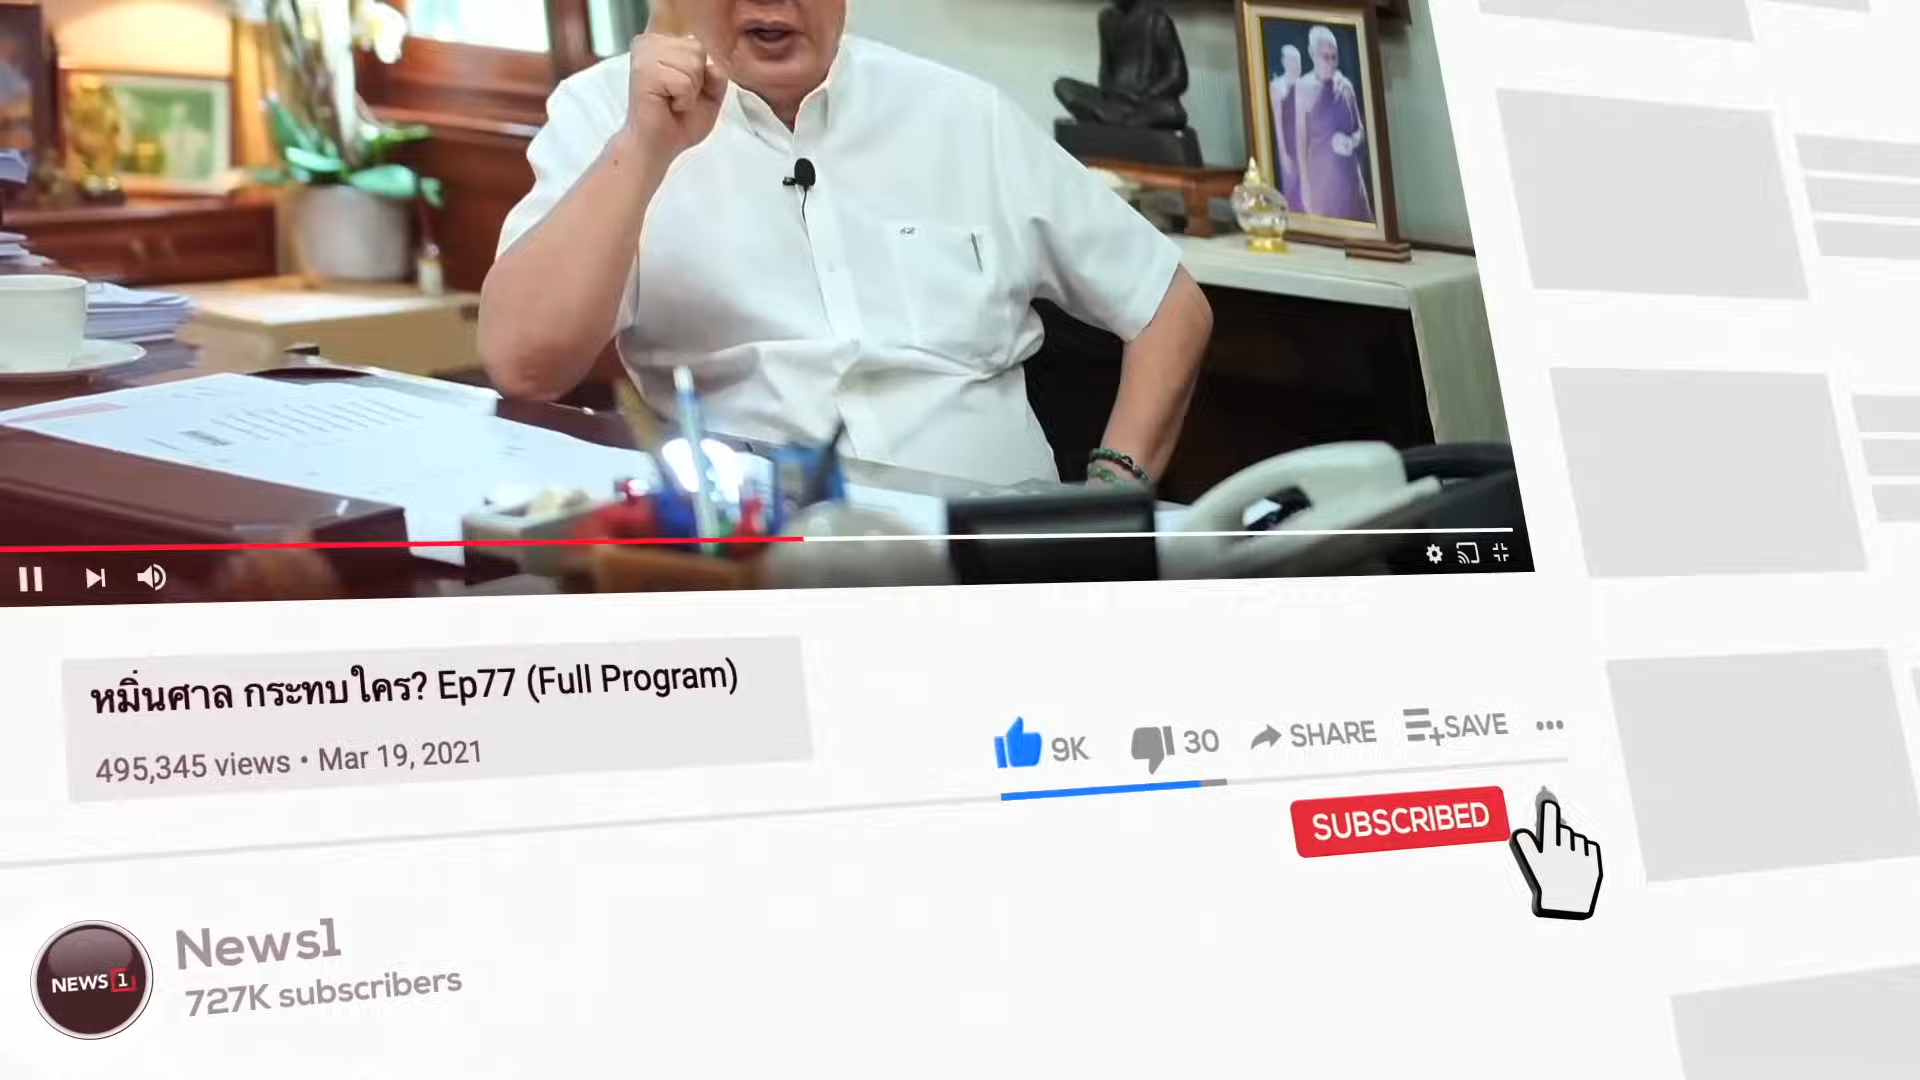 หมิ่นศาล กระทบใคร? Ep77 (Full Program)
495,345 views • Mar 19, 2021
9K 30 SHARE SAVE
SUBSCRIBED
News1
727K subscribers
NEWS 1